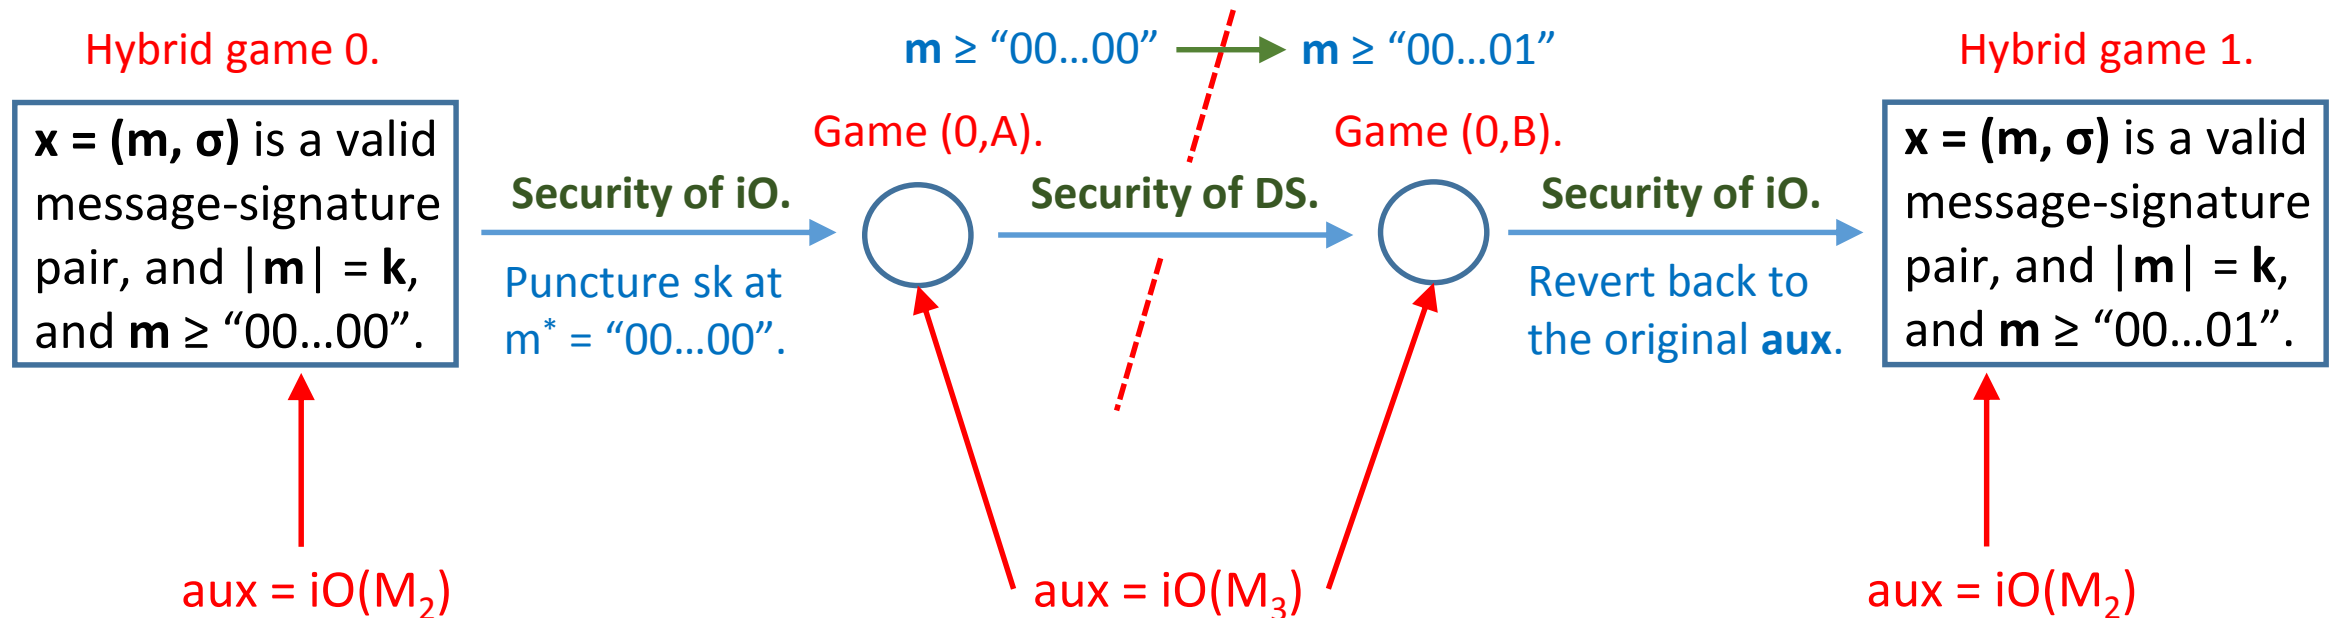 Hybrid game 0.
m ≥ “00…00”
m ≥ “00…01”
Hybrid game 1.
x = (m, σ) is a valid
message-signature
pair, and |m| = k,
and m ≥ “00…00”.
Game (0,A).
Game (0,B).
Security of iO.
Security of DS.
Security of iO.
Puncture sk at
m* = “00…00”.
Revert back to
the original aux.
x = (m, σ) is a valid
message-signature
pair, and |m| = k,
and m ≥ “00…01”.
aux = iO(M₂)
aux = iO(M₃)
aux = iO(M₂)